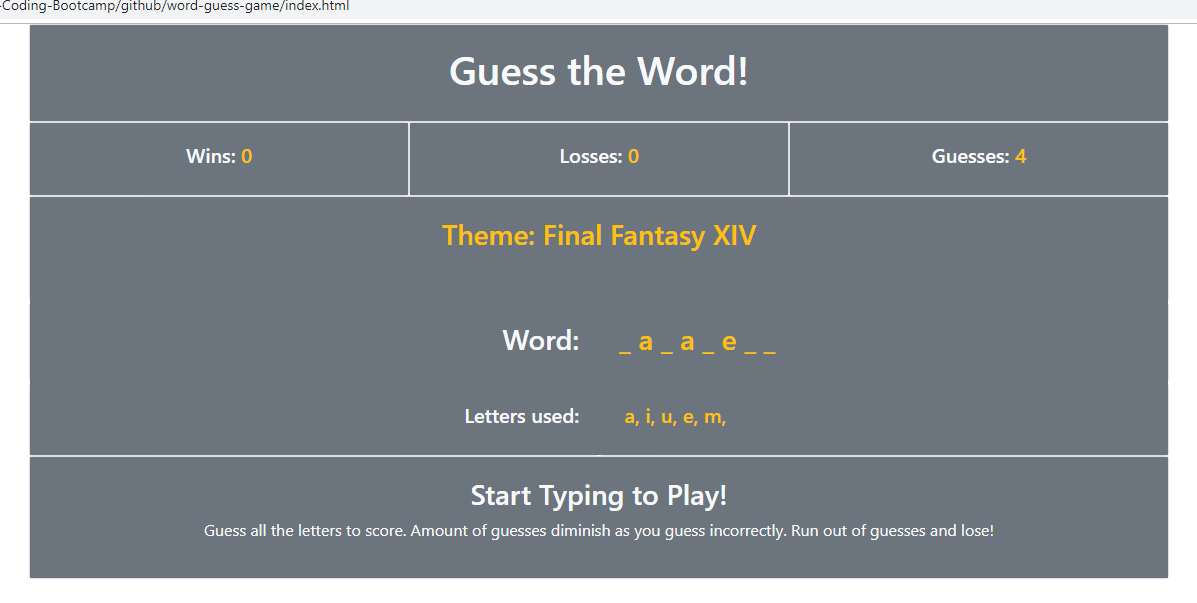 -Coding-Bootcamp/github/word-guess-game/index.html
Guess the Word!
Wins: 0
Losses: 0
Guesses: 4
Theme: Final Fantasy XIV
Word: _ a _ a _ e _ _
Letters used: a, i, u, e, m,
Start Typing to Play!
Guess all the letters to score. Amount of guesses diminish as you guess incorrectly. Run out of guesses and lose!